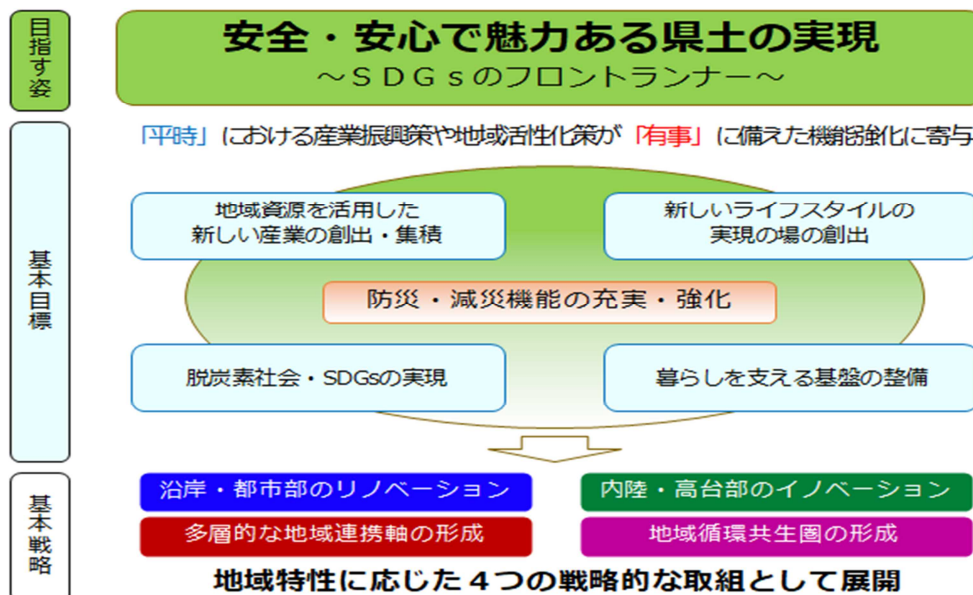 目指す姿
安全・安心で魅力ある県土の実現
～ＳＤＧｓのフロントランナー～
基本目標
「平時」における産業振興策や地域活性化策が「有事」に備えた機能強化に寄与
地域資源を活用した
新しい産業の創出・集積
新しいライフスタイルの
実現の場の創出
防災・減災機能の充実・強化
脱炭素社会・SDGsの実現
暮らしを支える基盤の整備
基本戦略
沿岸・都市部のリノベーション
内陸・高台部のイノベーション
多層的な地域連携軸の形成
地域循環共生圏の形成
地域特性に応じた４つの戦略的な取組として展開